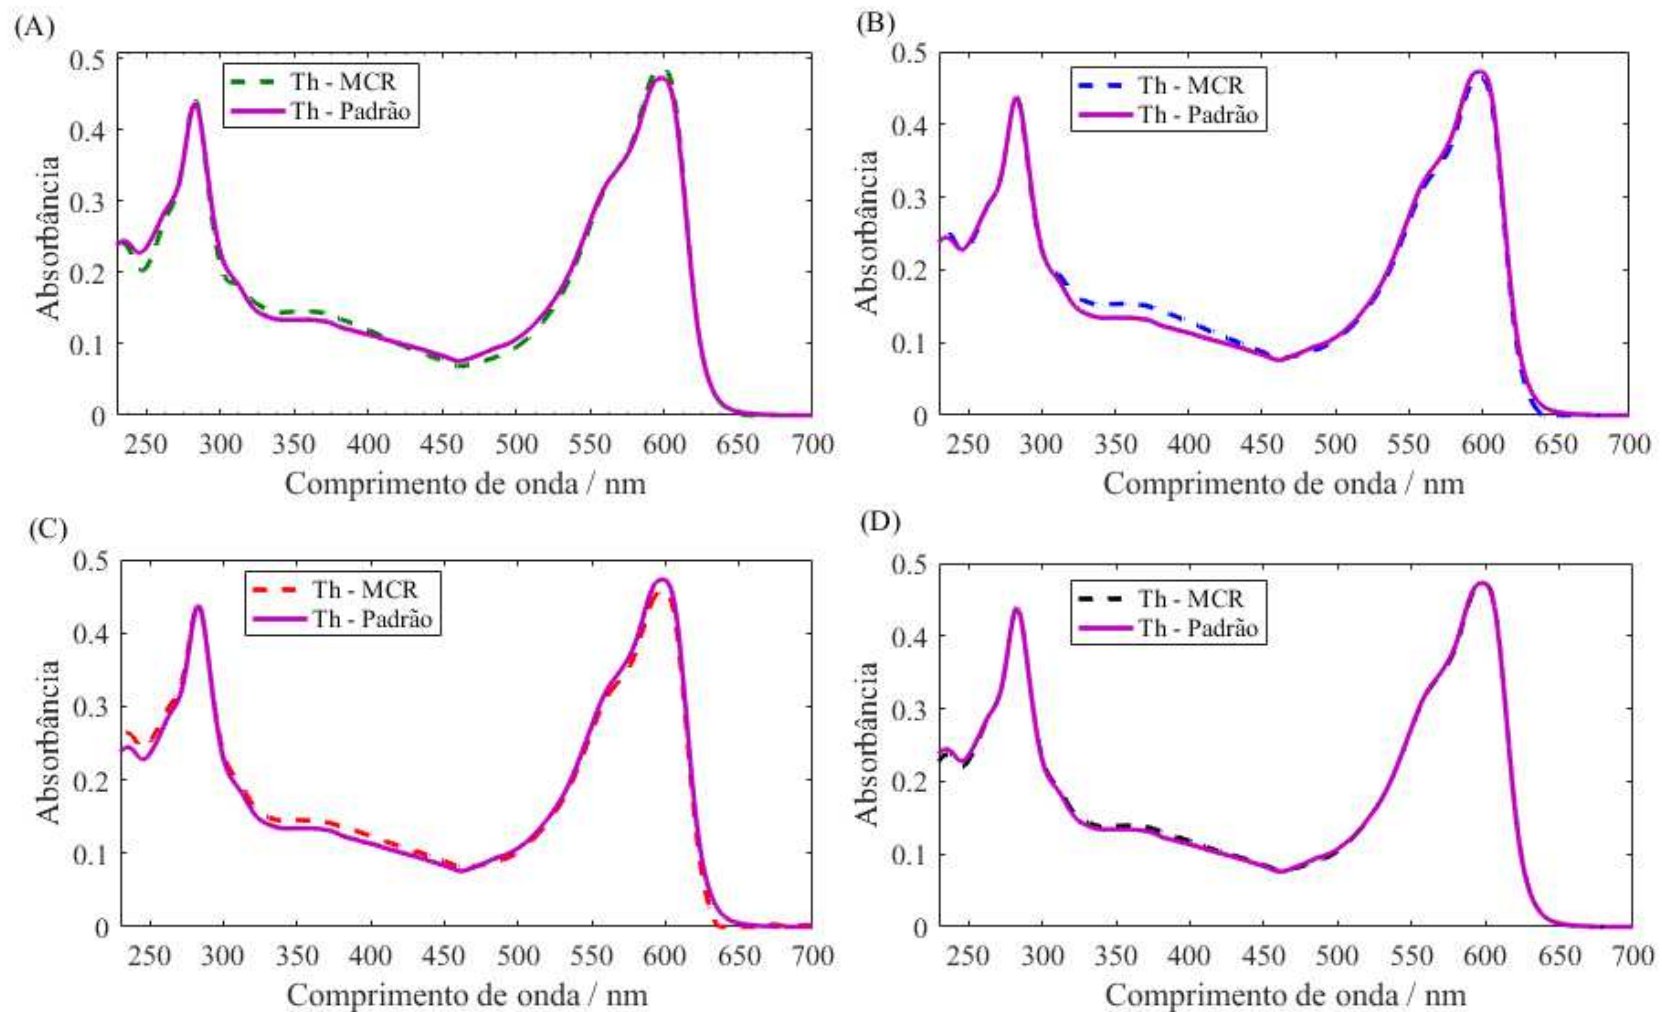 (A)
Th - MCR
Th - Padrão
Absorbância
0.5
0.4
0.3
0.2
0.1
0
250 300 350 400 450 500 550 600 650 700
Comprimento de onda / nm
(B)
Th - MCR
Th - Padrão
Absorbância
0.5
0.4
0.3
0.2
0.1
0
250 300 350 400 450 500 550 600 650 700
Comprimento de onda / nm
(C)
Th - MCR
Th - Padrão
Absorbância
0.5
0.4
0.3
0.2
0.1
0
250 300 350 400 450 500 550 600 650 700
Comprimento de onda / nm
(D)
Th - MCR
Th - Padrão
Absorbância
0.5
0.4
0.3
0.2
0.1
0
250 300 350 400 450 500 550 600 650 700
Comprimento de onda / nm